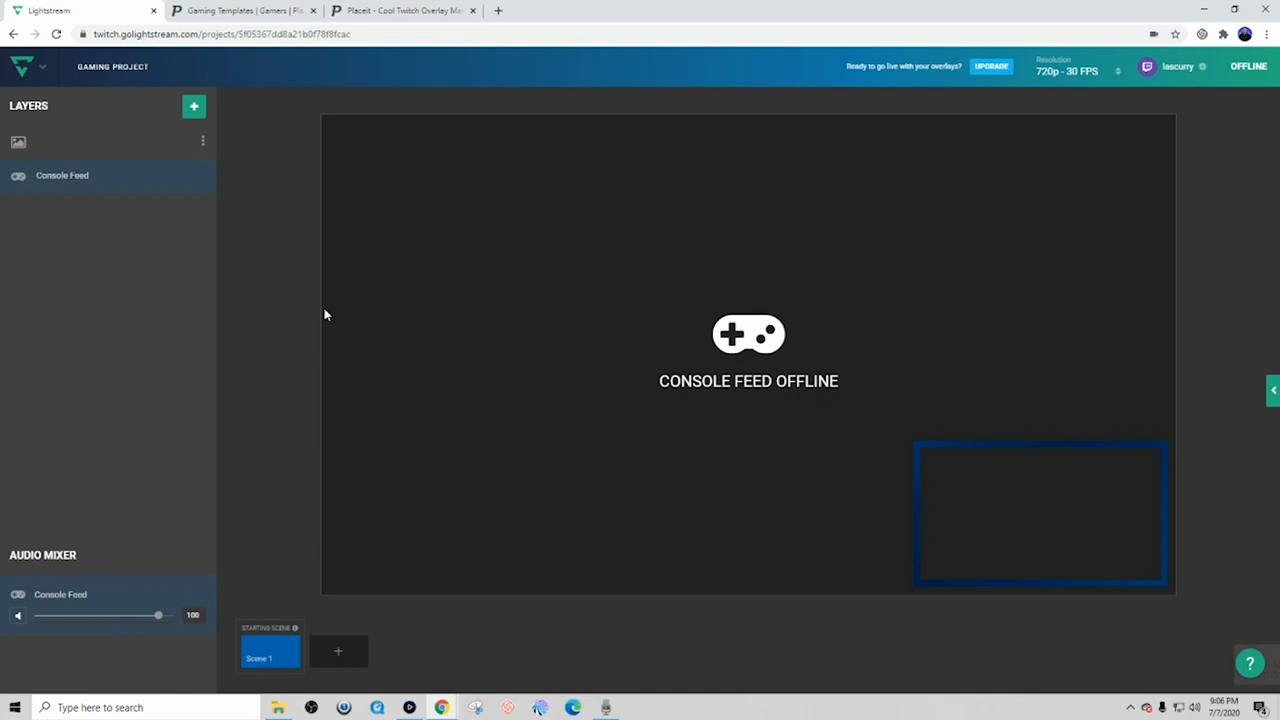 Lightstream
Gaming Templates | Gamers | Pla
Placeit - Cool Twitch Overlay Ma
twitch.golightstream.com/projects/5f05367dd8a21b0f78f8fcac
GAMING PROJECT
Ready to go live with your overlays?
UPGRADE
Resolution
720p - 30 FPS
lascurry
OFFLINE
LAYERS
Console Feed
CONSOLE FEED OFFLINE
AUDIO MIXER
Console Feed
100
STARTING SCENE
Scene 1
Type here to search
9:06 PM
7/7/2020
4